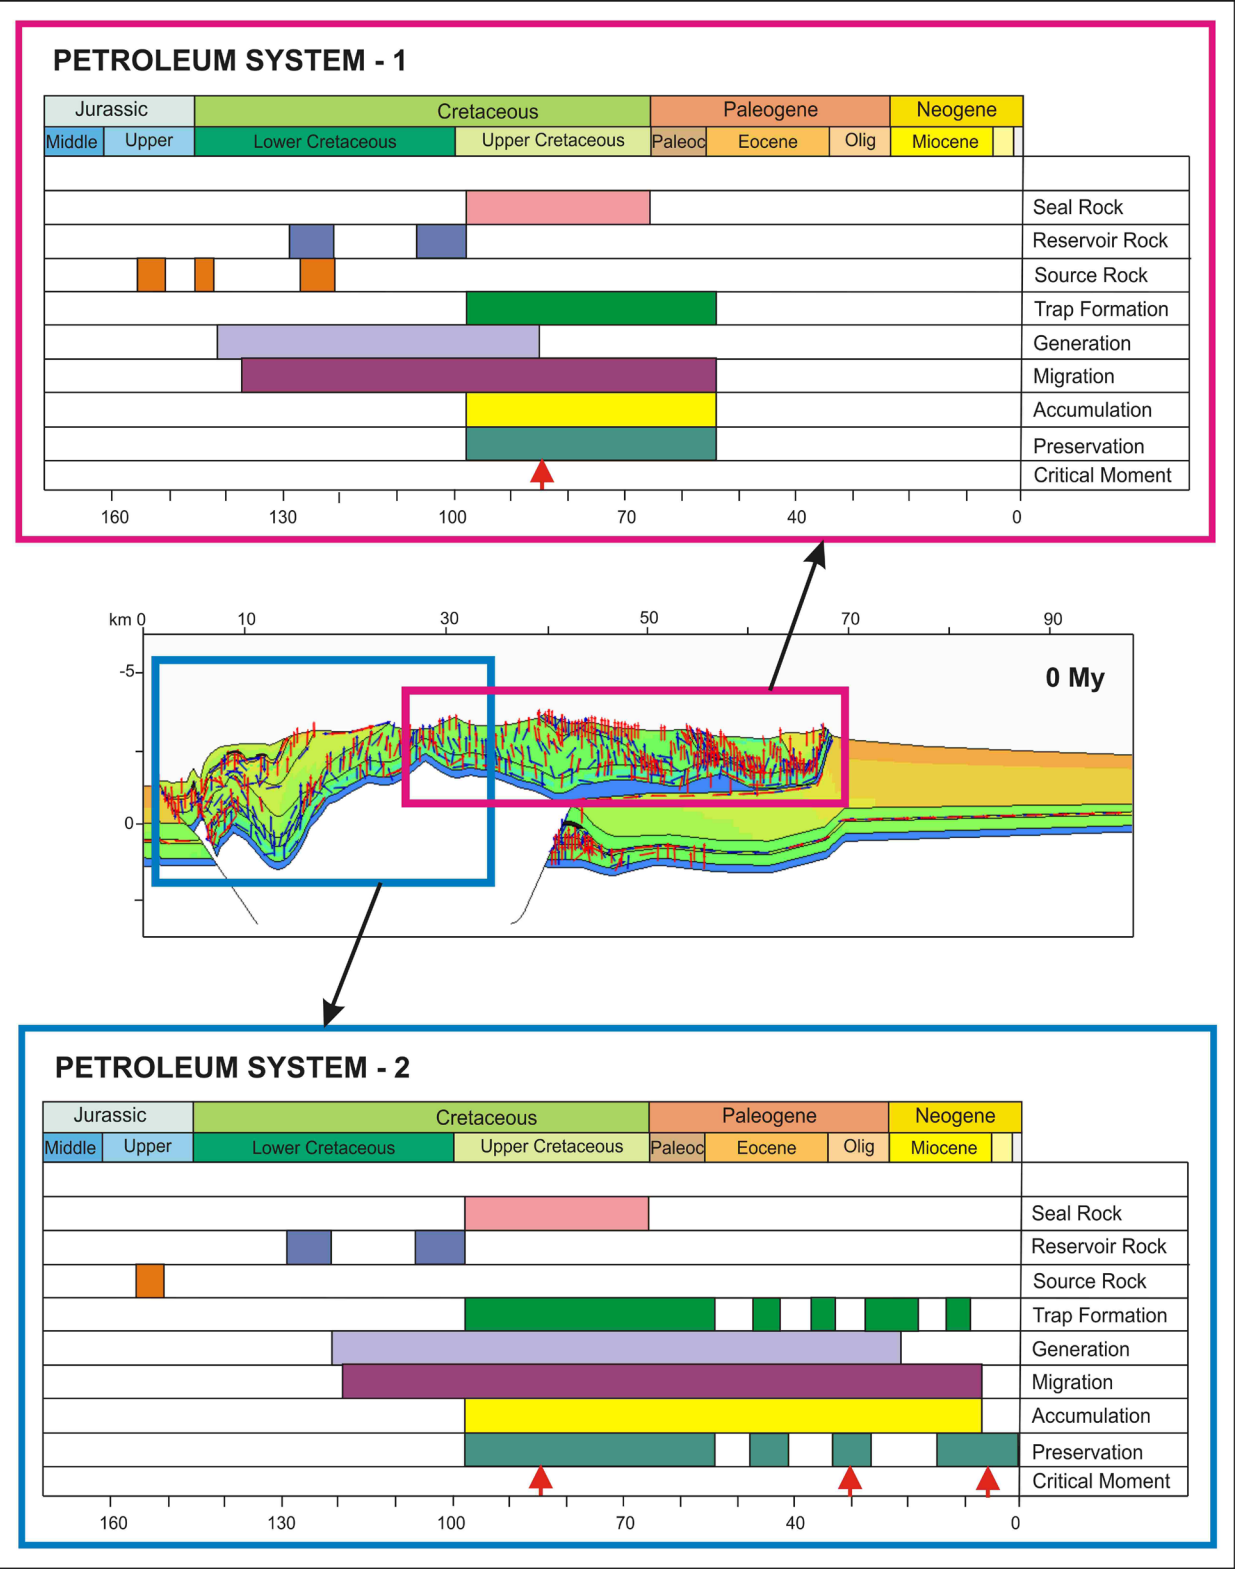 PETROLEUM SYSTEM - 1
Jurassic Cretaceous Paleogene Neogene
Middle Upper Lower Cretaceous Upper Cretaceous Paleoc Eocene Olig Miocene
Seal Rock
Reservoir Rock
Source Rock
Trap Formation
Generation
Migration
Accumulation
Preservation
Critical Moment
160 130 100 70 40 0
km 0 10 30 50 70 90
-5
0 My
0
PETROLEUM SYSTEM - 2
Jurassic Cretaceous Paleogene Neogene
Middle Upper Lower Cretaceous Upper Cretaceous Paleoc Eocene Olig Miocene
Seal Rock
Reservoir Rock
Source Rock
Trap Formation
Generation
Migration
Accumulation
Preservation
Critical Moment
160 130 100 70 40 0